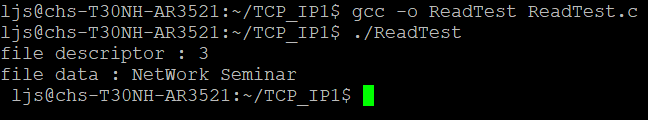 ljs@chs-T30NH-AR3521:~/TCP_IP1$ gcc -o ReadTest ReadTest.c
ljs@chs-T30NH-AR3521:~/TCP_IP1$ ./ReadTest
file descriptor : 3
file data : NetWork Seminar
 ljs@chs-T30NH-AR3521:~/TCP_IP1$